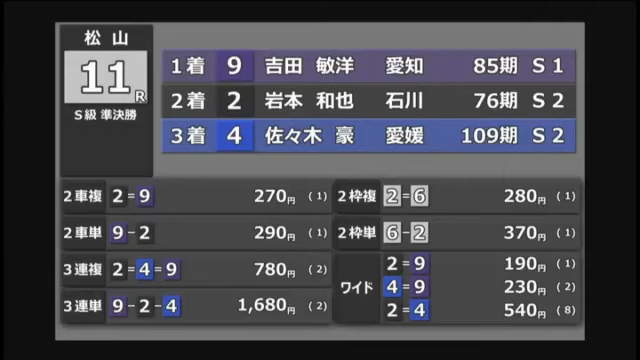 松山
11R
S級 準決勝
1着 9 吉田 敏洋 愛知 85期 S1
2着 2 岩本 和也 石川 76期 S2
3着 4 佐々木 豪 愛媛 109期 S2
2車複 2=9 270円 (1)
2車単 9-2 290円 (1)
3連複 2=4=9 780円 (2)
3連単 9-2-4 1,680円 (2)
2枠複 2=6 280円 (1)
2枠単 6-2 370円 (1)
ワイド 2=9 190円 (1)
4=9 230円 (2)
2=4 540円 (8)